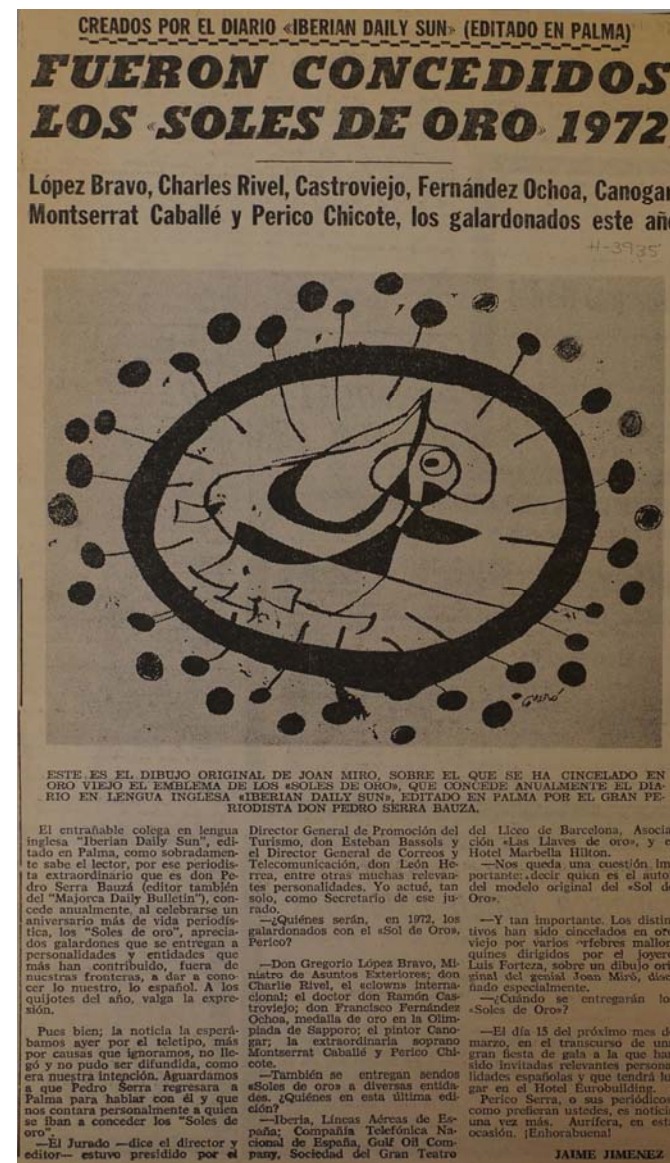 CREADOS POR EL DIARIO «IBERIAN DAILY SUN» (EDITADO EN PALMA)
FUERON CONCEDIDOS
LOS «SOLES DE ORO» 1972
López Bravo, Charles Rivel, Castroviejo, Fernández Ochoa, Canogar
Montserrat Caballé y Perico Chicote, los galardonados este año
H-3935
Miró
ESTE ES EL DIBUJO ORIGINAL DE JOAN MIRO, SOBRE EL QUE SE HA CINCELADO EN
ORO VIEJO EL EMBLEMA DE LOS «SOLES DE ORO», QUE CONCEDE ANUALMENTE EL DIA-
RIO EN LENGUA INGLESA «IBERIAN DAILY SUN», EDITADO EN PALMA POR EL GRAN PE-
RIODISTA DON PEDRO SERRA BAUZA.
El entrañable colega en lengua
inglesa "Iberian Daily Sun", edi-
tado en Palma, como sobradamen-
te sabe el lector, por ese periodis-
ta extraordinario que es don Pe-
dro Serra Bauzá (editor también
del "Majorca Daily Bulletin"), con-
cede anualmente, al celebrarse un
aniversario más de vida periodís-
tica, los "Soles de oro", aprecia-
dos galardones que se entregan a
personalidades y entidades que
más han contribuido, fuera de
nuestras fronteras, a dar a cono-
cer lo nuestro, lo español. A los
quijotes del año, valga la expre-
sión.
Pues bien; la noticia la esperá-
bamos ayer por el teletipo, más
por causas que ignoramos, no lle-
gó y no pudo ser difundida, como
era nuestra intención. Aguardamos
a que Pedro Serra regresara a
Palma para hablar con él y que
nos contara personalmente a quien
se iban a conceder los "Soles de
oro".
—El Jurado —dice el director y
editor— estuvo presidido por el
Director General de Promoción del
Turismo, don Esteban Bassols y
el Director General de Correos y
Telecomunicación, don León He-
rrea, entre otras muchas relevan-
tes personalidades. Yo actué, tan
solo, como Secretario de ese ju-
rado.
—¿Quiénes serán, en 1972, los
galardonados con el «Sol de Oro»,
Perico?
—Don Gregorio López Bravo, Mi-
nistro de Asuntos Exteriores; don
Charlie Rivel, el «clown» interna-
cional; el doctor don Ramón Cas-
troviejo; don Francisco Fernández
Ochoa, medalla de oro en la Olim-
piada de Sapporo; el pintor Cano-
gar; la extraordinaria soprano
Montserrat Caballé y Perico Chi-
cote.
—También se entregan sendos
«Soles de oro» a diversas entida-
des. ¿Quiénes en esta última edi-
ción?
—Iberia, Líneas Aéreas de Es-
paña; Compañía Telefónica Na-
cional de España, Gulf Oil Com-
pany, Sociedad del Gran Teatro
del Liceo de Barcelona, Asocia
ción «Las Llaves de oro», y e
Hotel Marbella Hilton.
—Nos queda una cuestión im
portante: decir quien es el auto
del modelo original del «Sol d
Oro».
—Y tan importante. Los distin
tivos han sido cincelados en oro
viejo por varios orfebres mallor
quines dirigidos por el joyero
Luis Forteza, sobre un dibujo ori
ginal del genial Joan Miró, dise
ñado especialmente.
—¿Cuándo se entregarán lo
«Soles de Oro»?
—El día 15 del próximo mes d
marzo, en el transcurso de una
gran fiesta de gala a la que han
sido invitadas relevantes persona
lidades españolas y que tendrá lu
gar en el Hotel Eurobuilding.
Perico Serra, o sus periódicos
como prefieran ustedes, es notici
una vez más. Aurífera, en est
ocasión. ¡Enhorabuena!
JAIME JIMENEZ